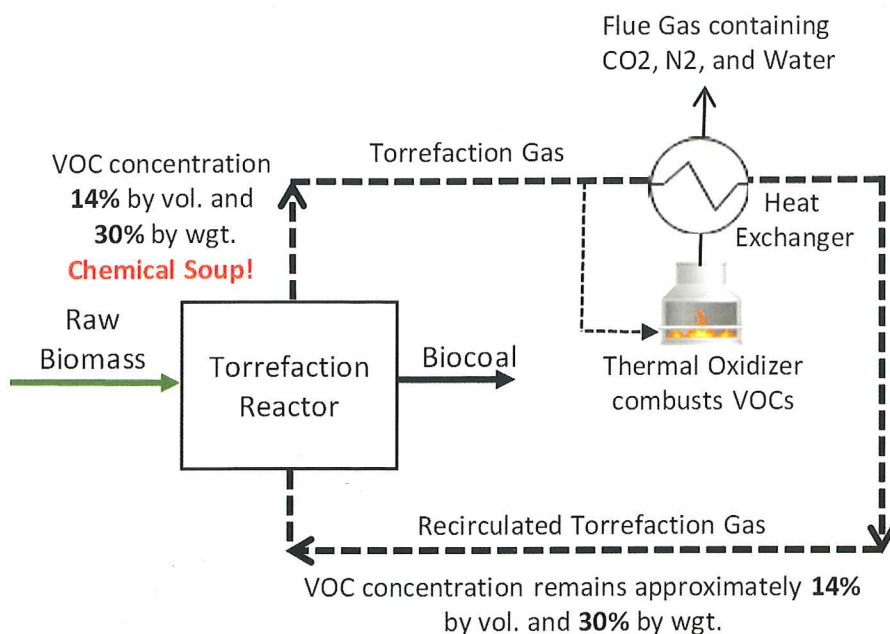 Flue Gas containing
CO2, N2, and Water
VOC concentration
14% by vol. and
30% by wgt.
Chemical Soup!
Torrefaction Gas
Heat
Exchanger
Raw
Biomass
Torrefaction
Reactor
Biocoal
Thermal Oxidizer
combusts VOCs
Recirculated Torrefaction Gas
VOC concentration remains approximately 14%
by vol. and 30% by wgt.